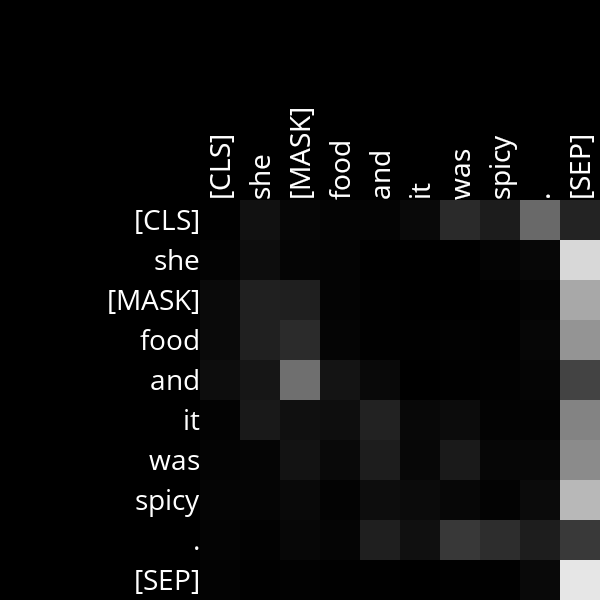 [CLS]
she
[MASK]
food
and
it
was
spicy
.
[SEP]
[CLS]
she
[MASK]
food
and
it
was
spicy
.
[SEP]